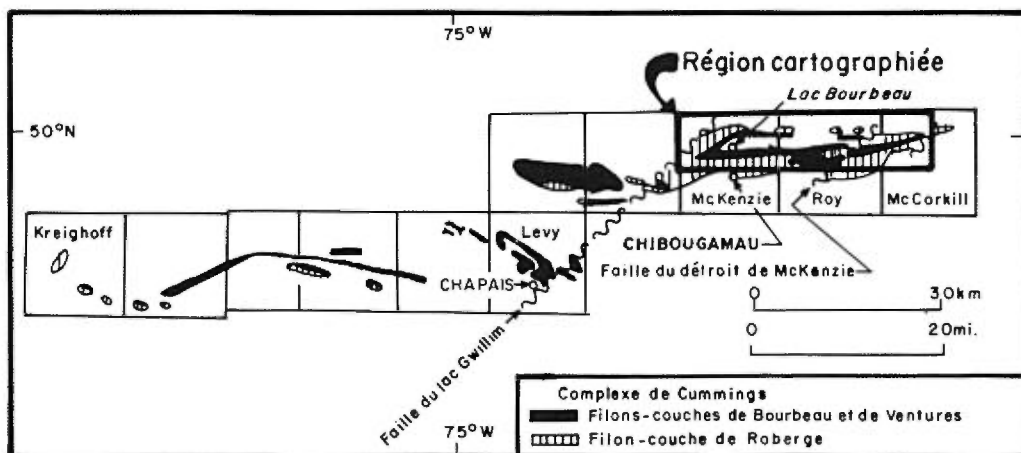 75°W
Région cartographiée
Lac Bourbeau
50°N
McKenzie
Roy
McCorkill
Kreighoff
Levy
CHIBOUGAMAU
Faille du détroit de McKenzie
CHAPAIS
0 30km
0 20mi.
Faille du lac Gwillim
75°W
Complexe de Cummings
Filons-couches de Bourbeau et de Ventures
Filon-couche de Roberge